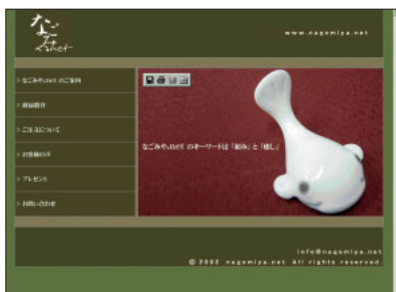 なごみや.net
www.nagomiya.net
> なごみや.net のご案内
> 商品紹介
> ご注文について
> お客様の声
> プレゼント
> お問い合わせ
なごみや.net のキーワードは「和み」と「癒し」
info@nagomiya.net
© 2002 nagomiya.net All rights reserved.